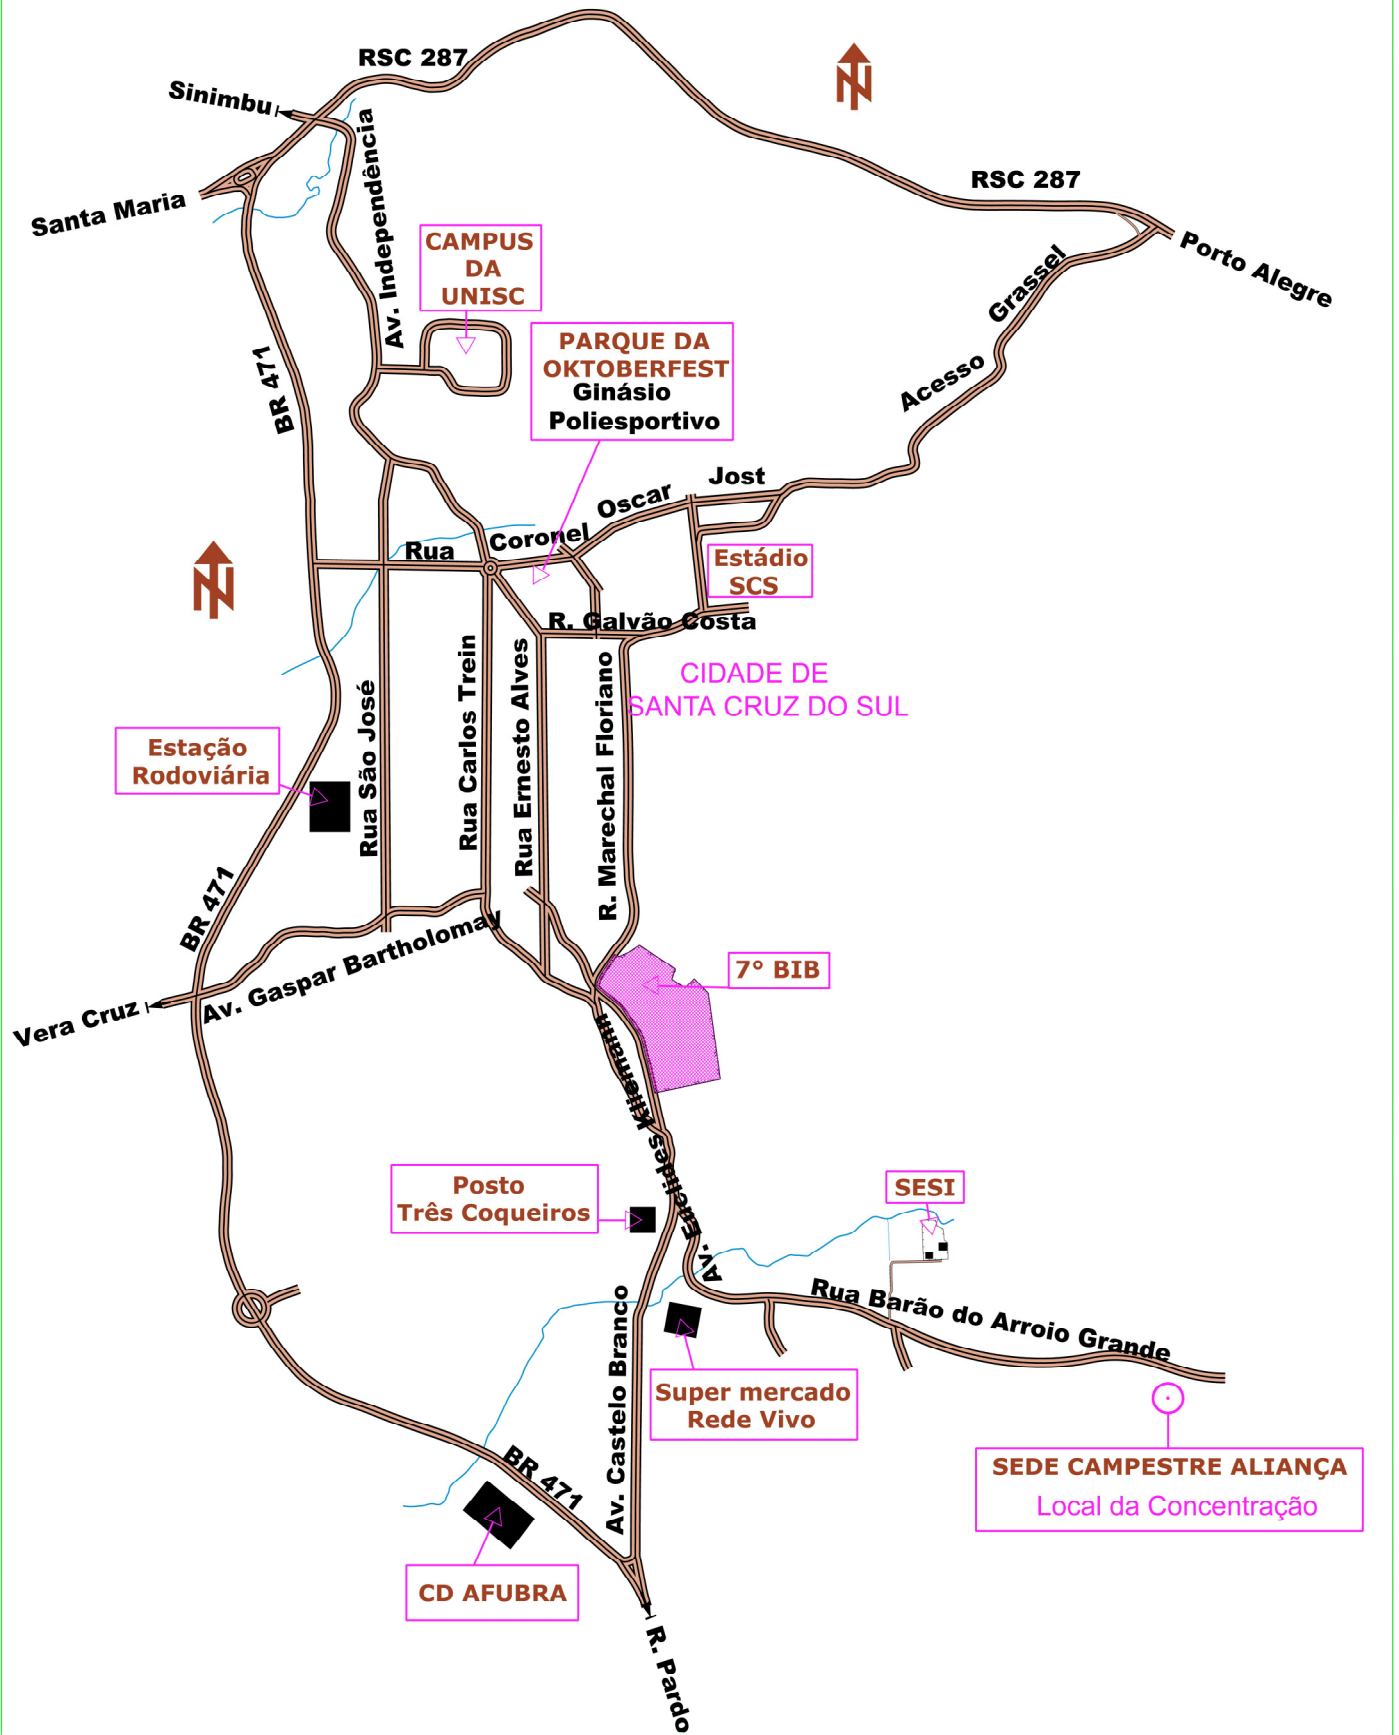 RSC 287
Sinimbu
Santa Maria
Av. Independência
N
RSC 287
Porto Alegre
CAMPUS
DA
UNISC
Acesso Grassel
PARQUE DA
OKTOBERFEST
Ginásio
Poliesportivo
BR 471
Rua Coronel Oscar Jost
N
Estádio
SCS
R. Galvão Costa
CIDADE DE
SANTA CRUZ DO SUL
Rua São José
Rua Carlos Trein
Rua Ernesto Alves
R. Marechal Floriano
Estação
Rodoviária
BR 471
Av. Gaspar Bartholomay
Vera Cruz
7° BIB
Av. Euclides Kliemann
Posto
Três Coqueiros
SESI
Rua Barão do Arroio Grande
Av. Castelo Branco
Super mercado
Rede Vivo
SEDE CAMPESTRE ALIANÇA
Local da Concentração
BR 471
CD AFUBRA
R. Pardo